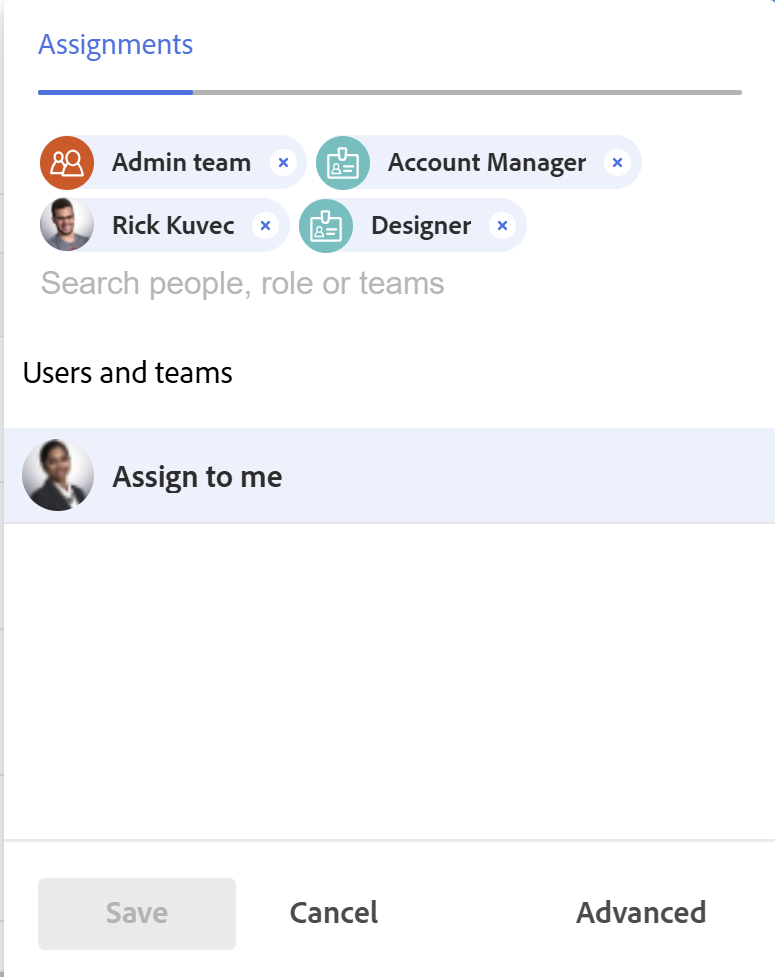 Assignments
Admin team × Account Manager ×
Rick Kuvec × Designer ×
Search people, role or teams
Users and teams
Assign to me
Save Cancel Advanced